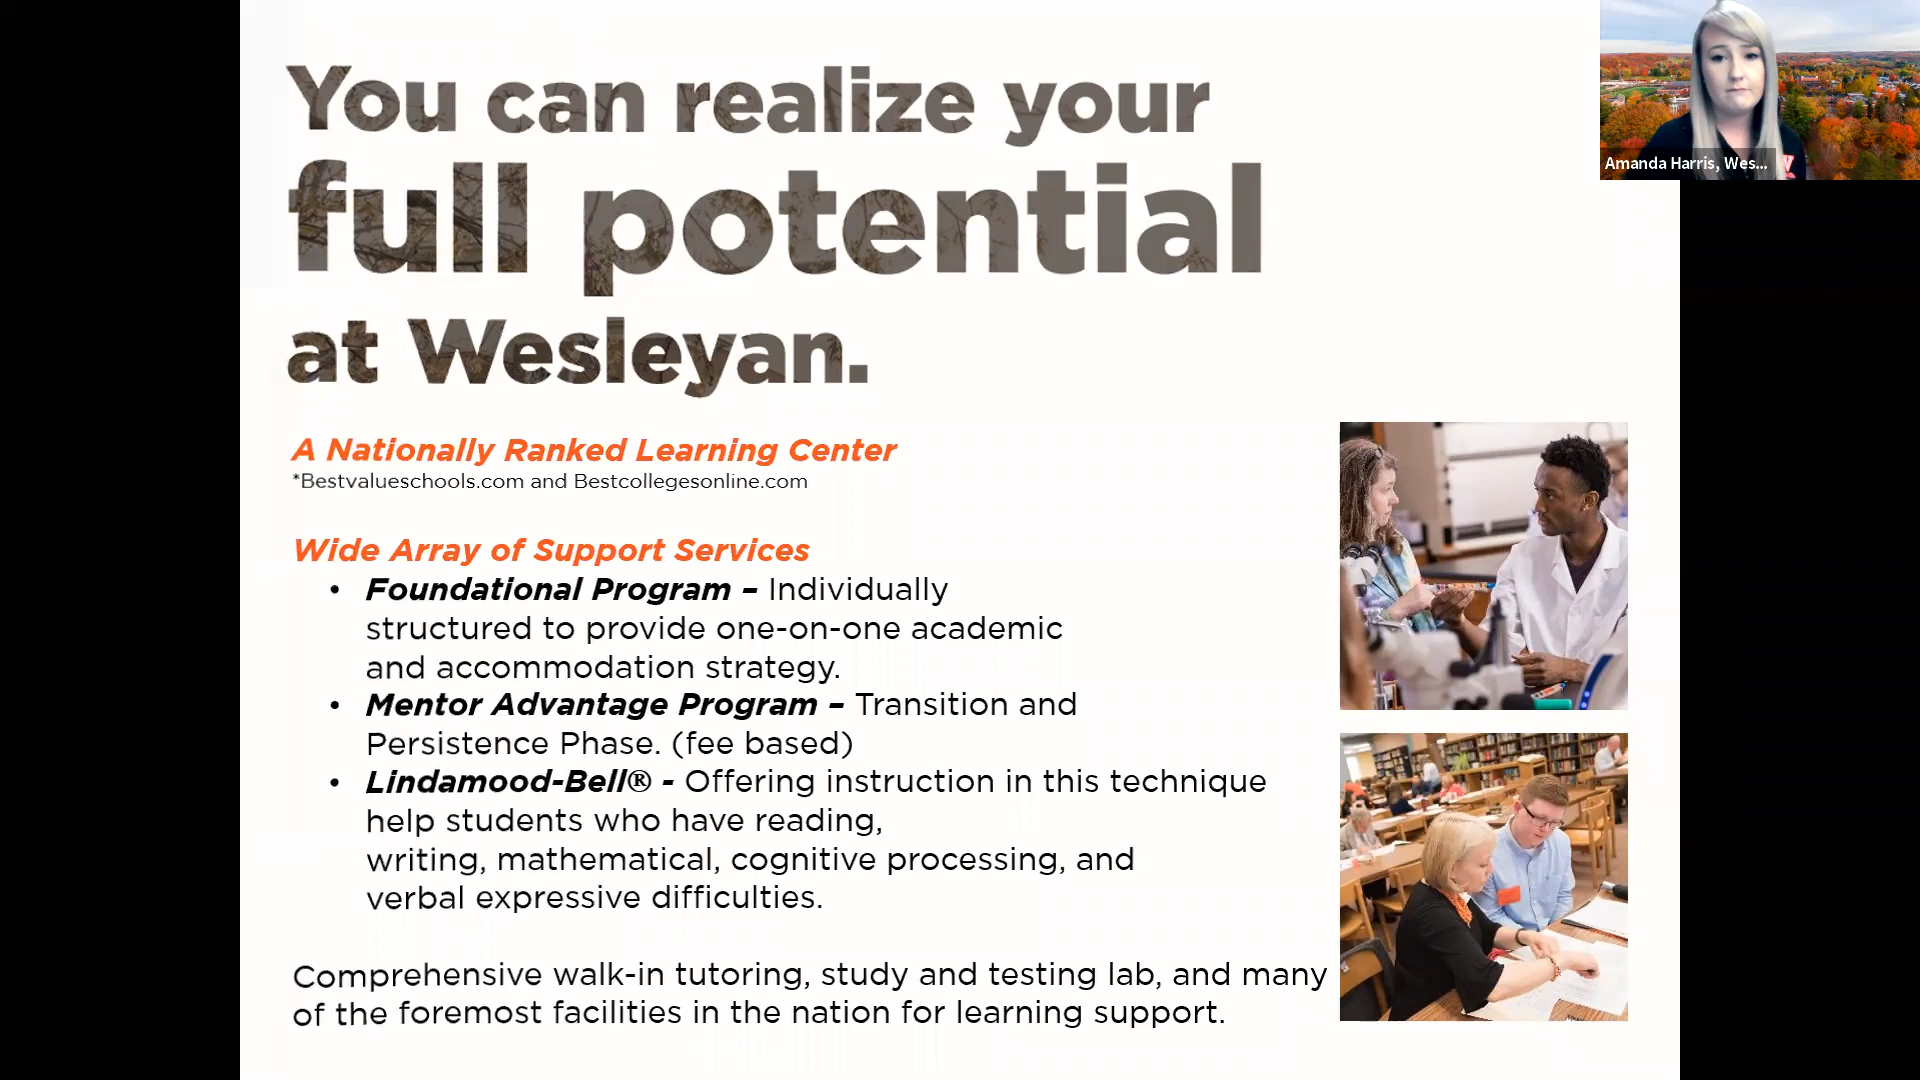 You can realize your
full potential
at Wesleyan.
Amanda Harris, Wes...
A Nationally Ranked Learning Center
*Bestvalueschools.com and Bestcollegesonline.com
Wide Array of Support Services
• Foundational Program – Individually
structured to provide one-on-one academic
and accommodation strategy.
• Mentor Advantage Program – Transition and
Persistence Phase. (fee based)
• Lindamood-Bell® - Offering instruction in this technique
help students who have reading,
writing, mathematical, cognitive processing, and
verbal expressive difficulties.
Comprehensive walk-in tutoring, study and testing lab, and many
of the foremost facilities in the nation for learning support.